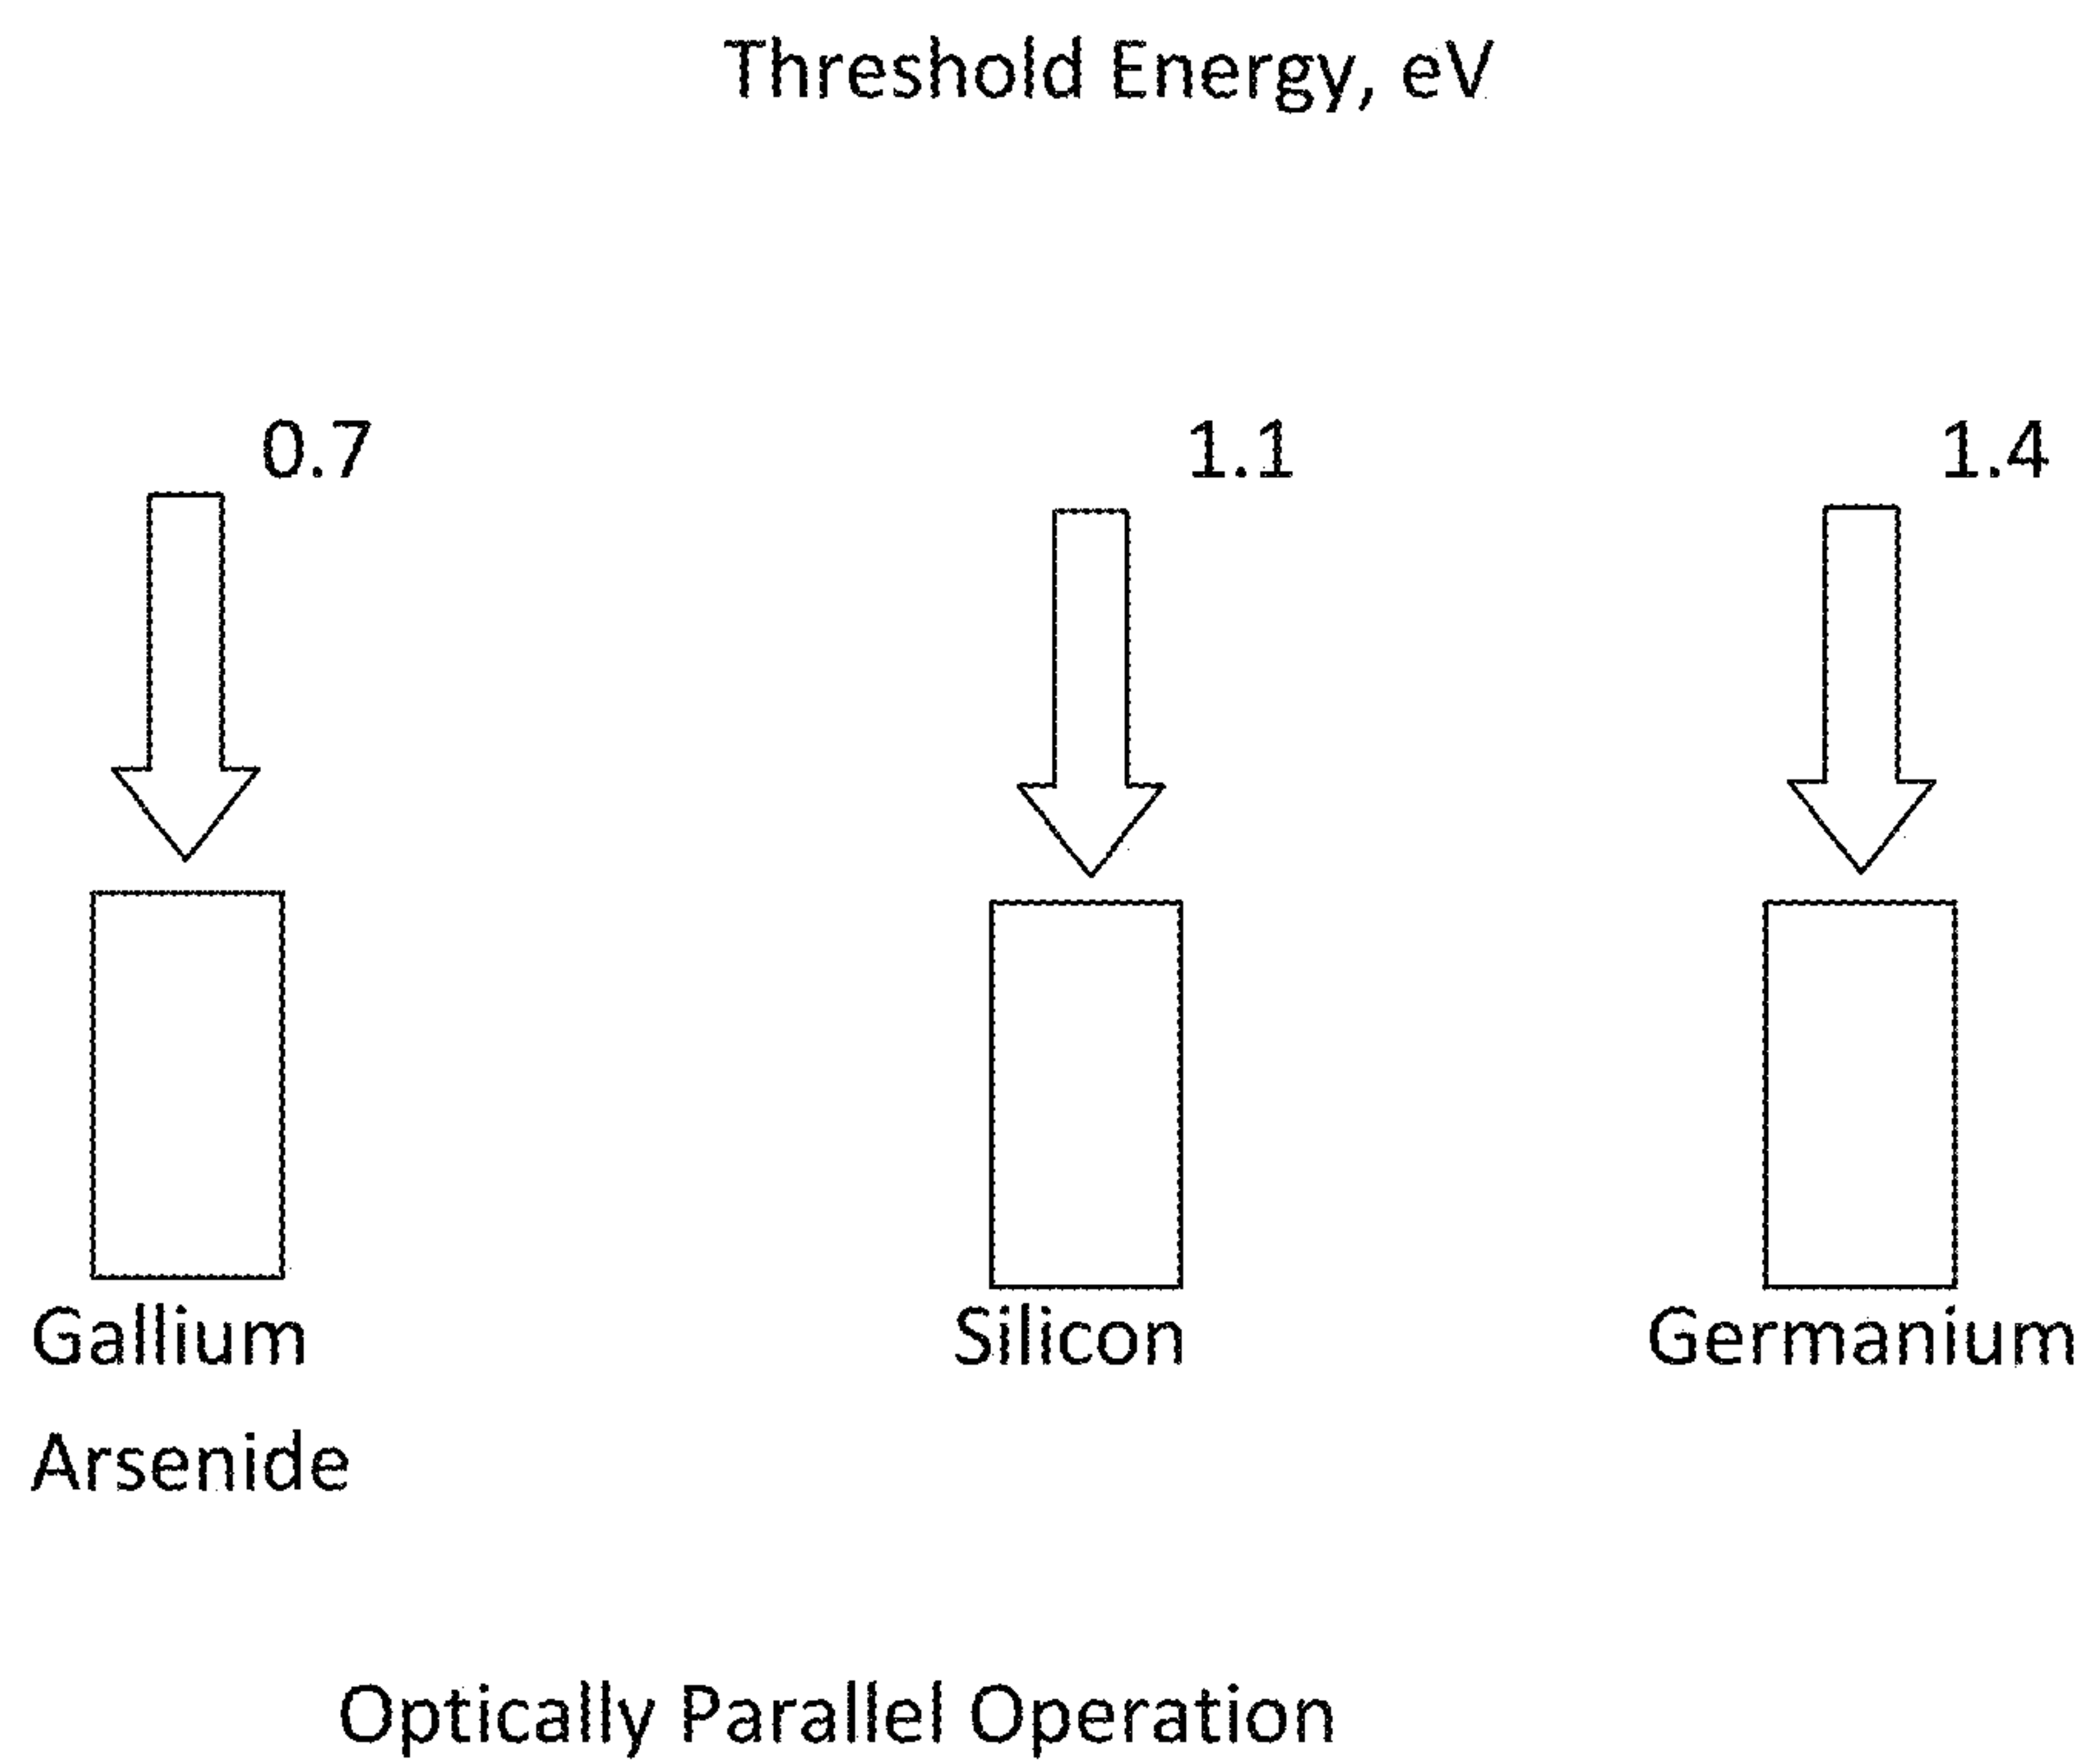 Threshold Energy, eV
0.7
1.1
1.4
Gallium
Arsenide
Silicon
Germanium
Optically Parallel Operation